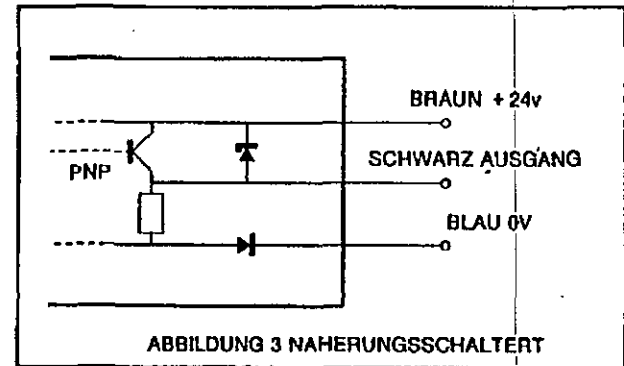 BRAUN + 24v
PNP
SCHWARZ AUSGANG
BLAU 0V
ABBILDUNG 3 NAHERUNGSSCHALTERT